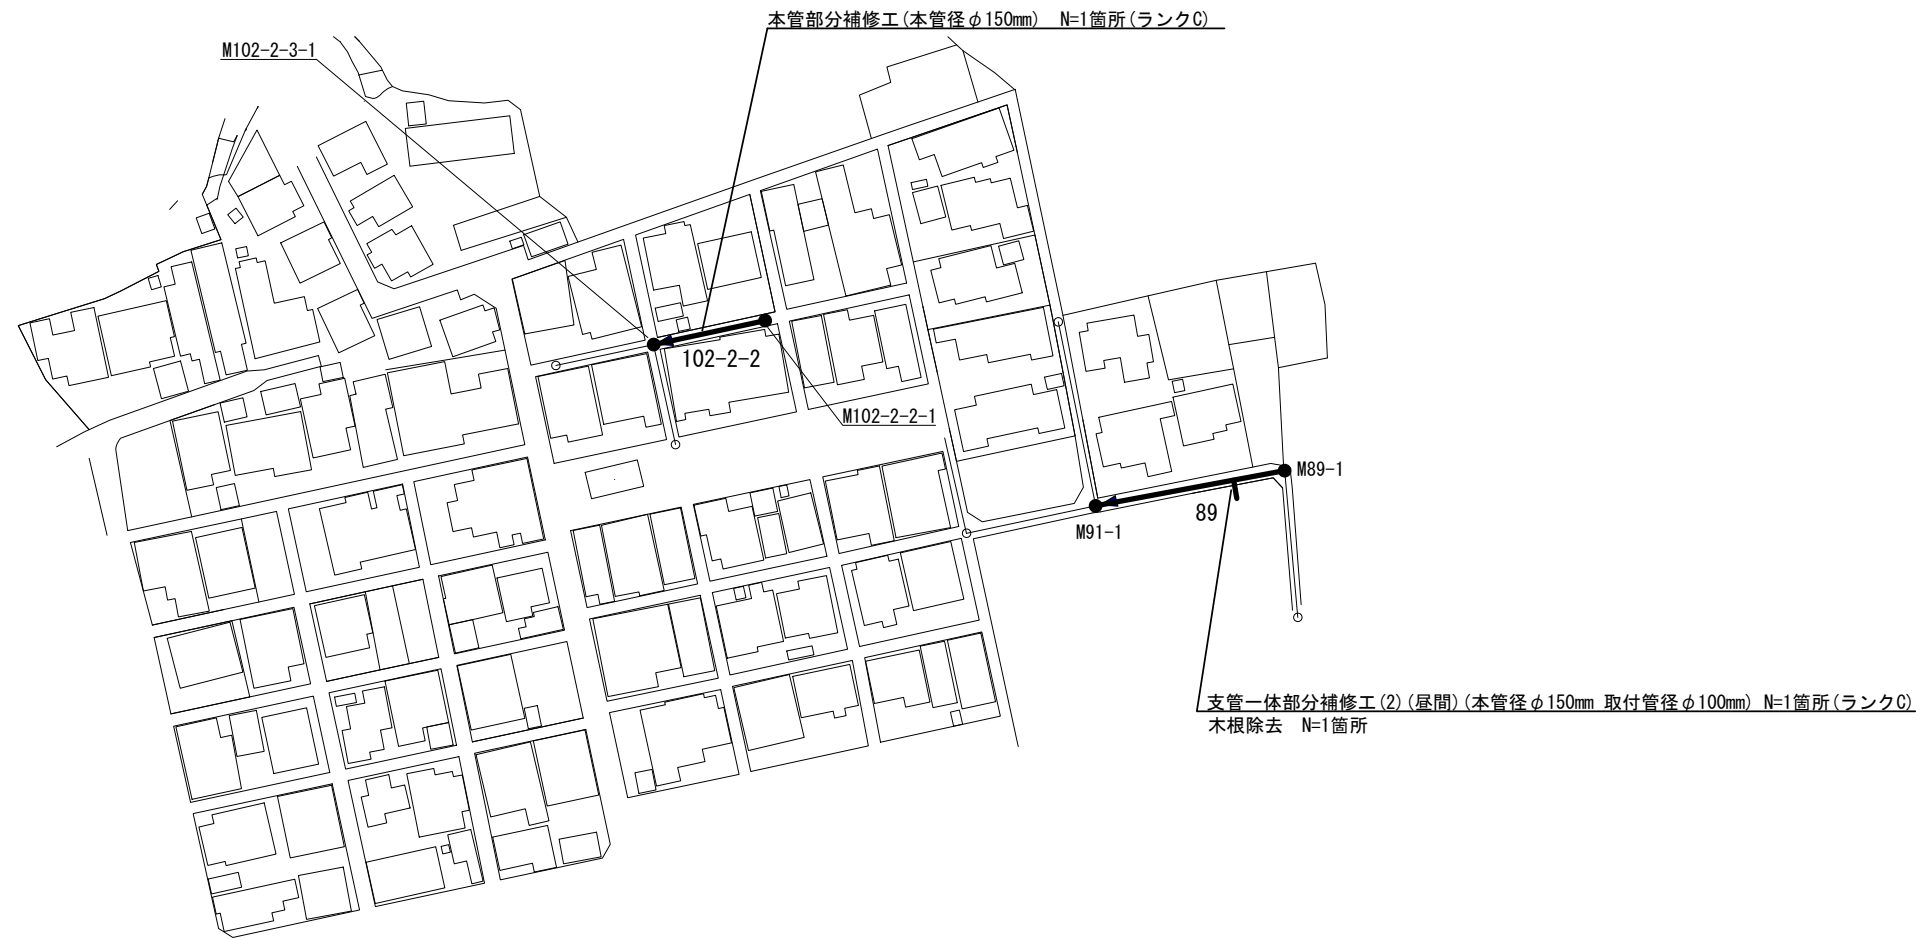 本管部分補修工(本管径φ150mm) N=1箇所(ランクC)
M102-2-3-1
102-2-2
M102-2-2-1
M89-1
89
M91-1
支管一体部分補修工(2)(昼間)(本管径φ150mm 取付管径φ100mm) N=1箇所(ランクC)
木根除去 N=1箇所